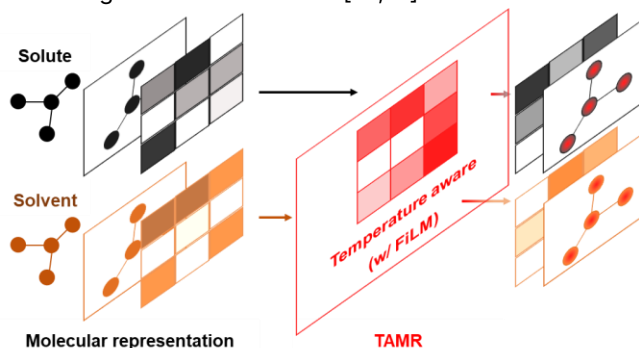 Solute
Solvent
Temperature aware
(w/ FiLM)
Molecular representation
TAMR